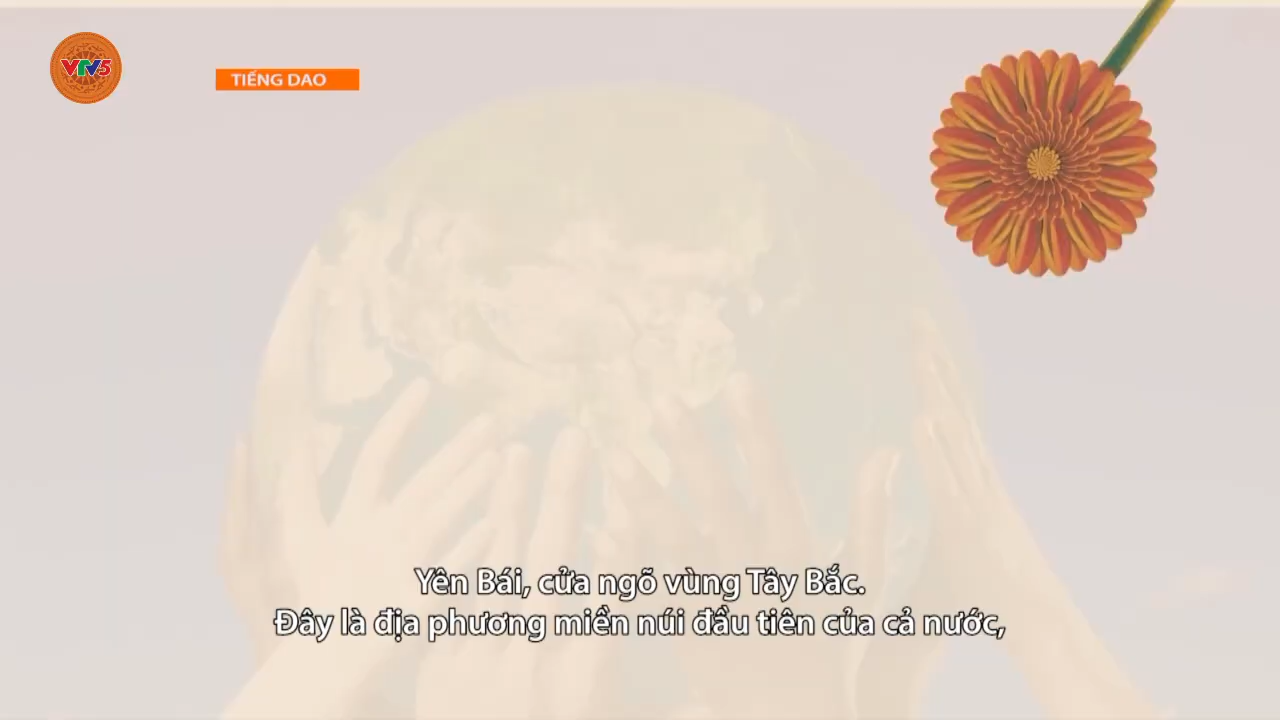 VTV5
TIẾNG DAO
Yên Bái, cửa ngõ vùng Tây Bắc.
Đây là địa phương miền núi đầu tiên của cả nước,